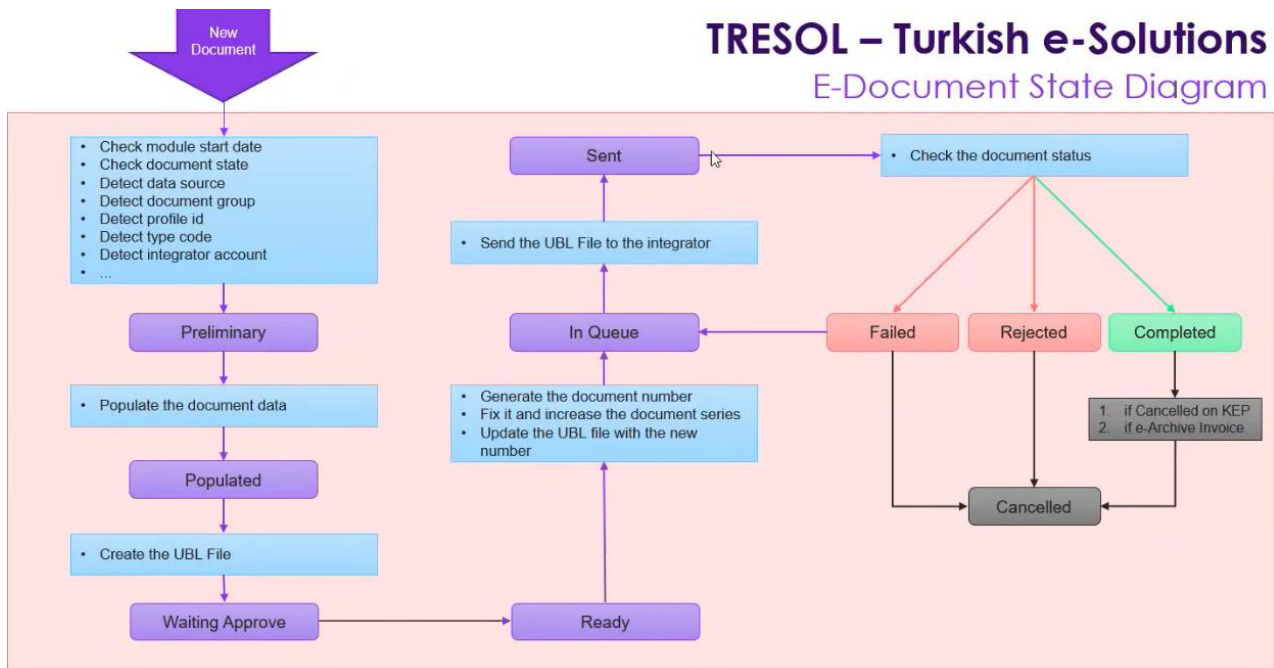 New
Document
TRESOL – Turkish e-Solutions
E-Document State Diagram
• Check module start date
• Check document state
• Detect data source
• Detect document group
• Detect profile id
• Detect type code
• Detect integrator account
• ...
Preliminary
• Populate the document data
Populated
• Create the UBL File
Waiting Approve
Sent
• Send the UBL File to the integrator
In Queue
• Generate the document number
• Fix it and increase the document series
• Update the UBL file with the new
number
Ready
• Check the document status
Failed
Rejected
Completed
1. if Cancelled on KEP
2. if e-Archive Invoice
Cancelled